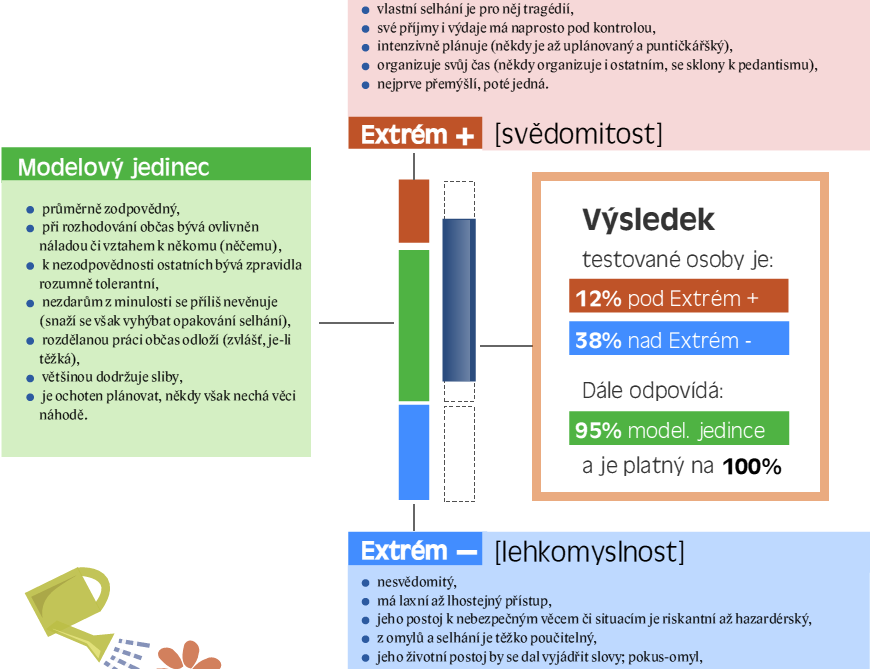 vlastní selhání je pro něj tragédií,
své příjmy i výdaje má naprosto pod kontrolou,
intenzivně plánuje (někdy je až uplánovaný a puntičkářšký),
organizuje svůj čas (někdy organizuje i ostatním, se sklony k pedantismu),
nejprve přemýšlí, poté jedná.
Extrém + [svědomitost]
Modelový jedinec
průměrně zodpovědný,
při rozhodování občas bývá ovlivněn
náladou či vztahem k někomu (něčemu),
k nezodpovědnosti ostatních bývá zpravidla
rozumně tolerantní,
nezdarům z minulosti se příliš nevěnuje
(snaží se však vyhýbat opakování selhání),
rozdělanou práci občas odloží (zvlášť, je-li
těžká),
většinou dodržuje sliby,
je ochoten plánovat, někdy však nechá věci
náhodě.
Výsledek
testované osoby je:
12% pod Extrém +
38% nad Extrém -
Dále odpovídá:
95% model. jedince
a je platný na 100%
Extrém – [lehkomyslnost]
nesvědomitý,
má laxní až lhostejný přístup,
jeho postoj k nebezpečným věcem či situacím je riskantní až hazardérský,
z omylů a selhání je těžko poučitelný,
jeho životní postoj by se dal vyjádřit slovy; pokus-omyl,